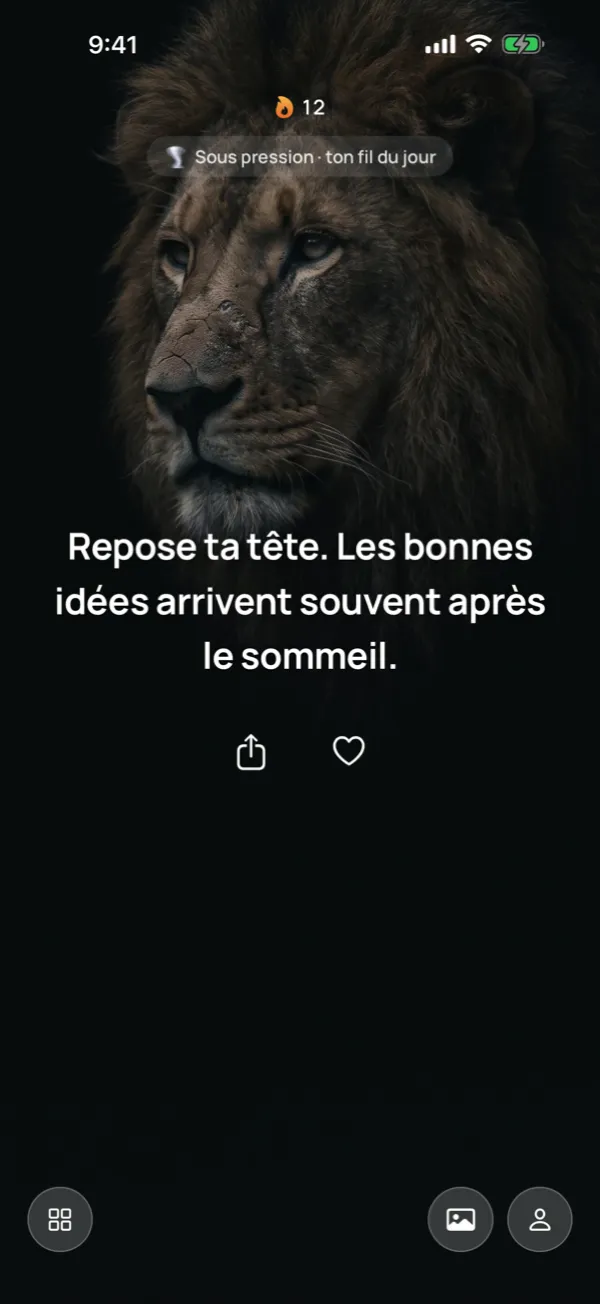 9:41
12
Sous pression · ton fil du jour
Repose ta tête. Les bonnes
idées arrivent souvent après
le sommeil.